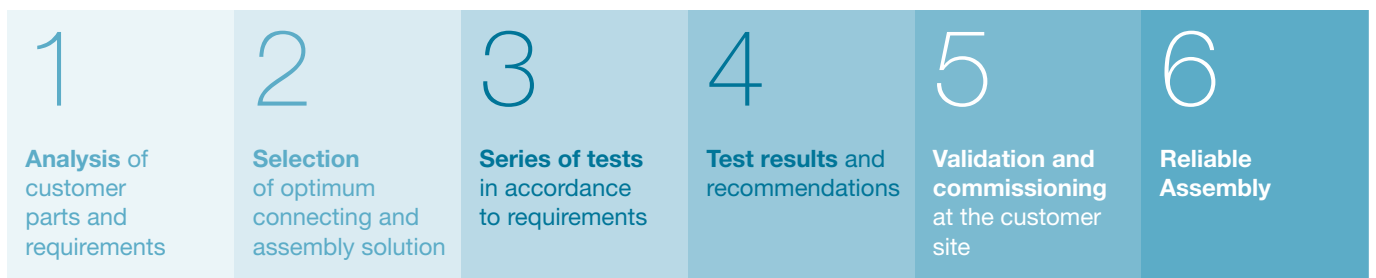 1
Analysis of
customer
parts and
requirements
2
Selection
of optimum
connecting and
assembly solution
3
Series of tests
in accordance
to requirements
4
Test results and
recommendations
5
Validation and
commissioning
at the customer
site
6
Reliable
Assembly